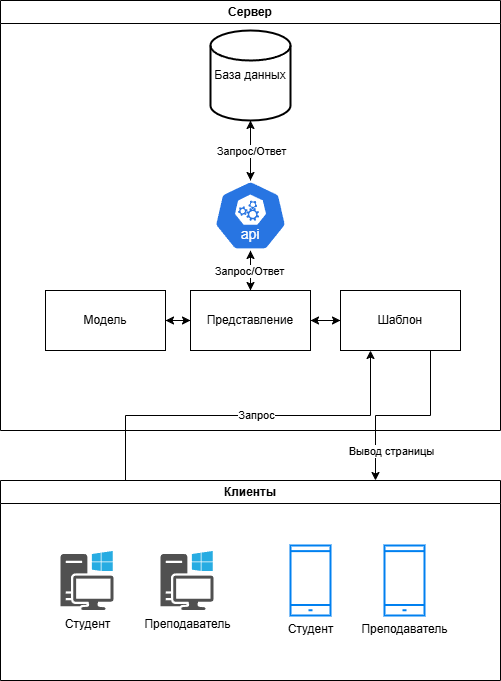 Сервер
База данных
Запрос/Ответ
api
Запрос/Ответ
Модель
Представление
Шаблон
Запрос
Вывод страницы
Клиенты
Студент
Преподаватель
Студент
Преподаватель